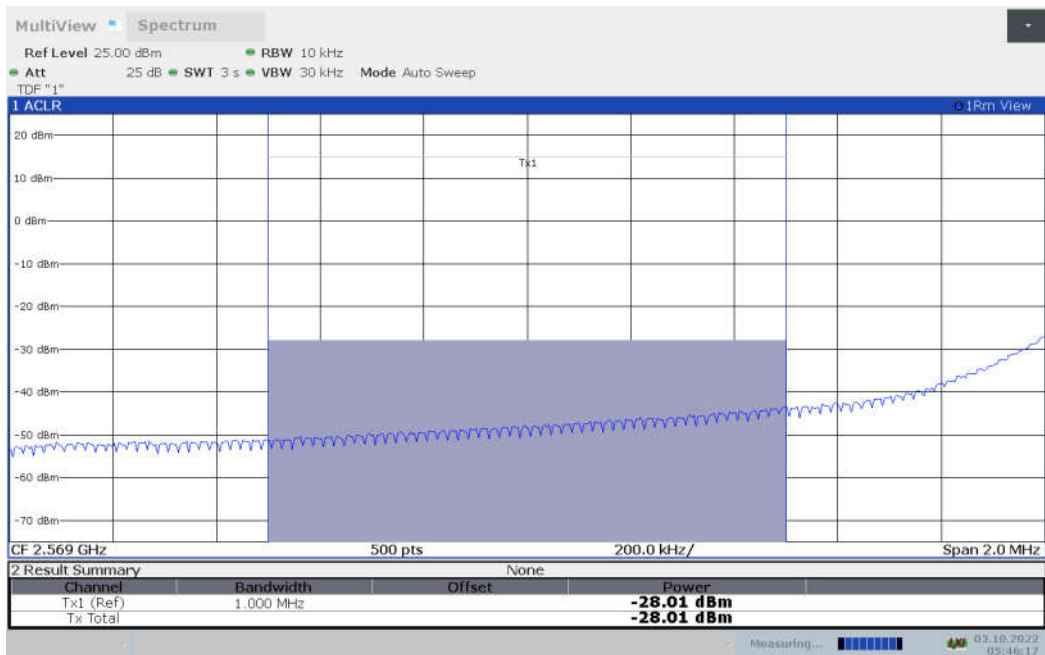 MultiView Spectrum
Ref Level 25.00 dBm RBW 10 kHz
Att 25 dB SWT 3 s VBW 30 kHz Mode Auto Sweep
TDF "1"
1 ACLR 1Rm View
20 dBm
Tx1
10 dBm
0 dBm
-10 dBm
-20 dBm
-30 dBm
-40 dBm
-50 dBm
-60 dBm
-70 dBm
CF 2.569 GHz 500 pts 200.0 kHz/ Span 2.0 MHz
2 Result Summary None
Channel Bandwidth Offset Power
Tx1 (Ref) 1.000 MHz -28.01 dBm
Tx Total -28.01 dBm
Measuring... 03.10.2022
05:46:17